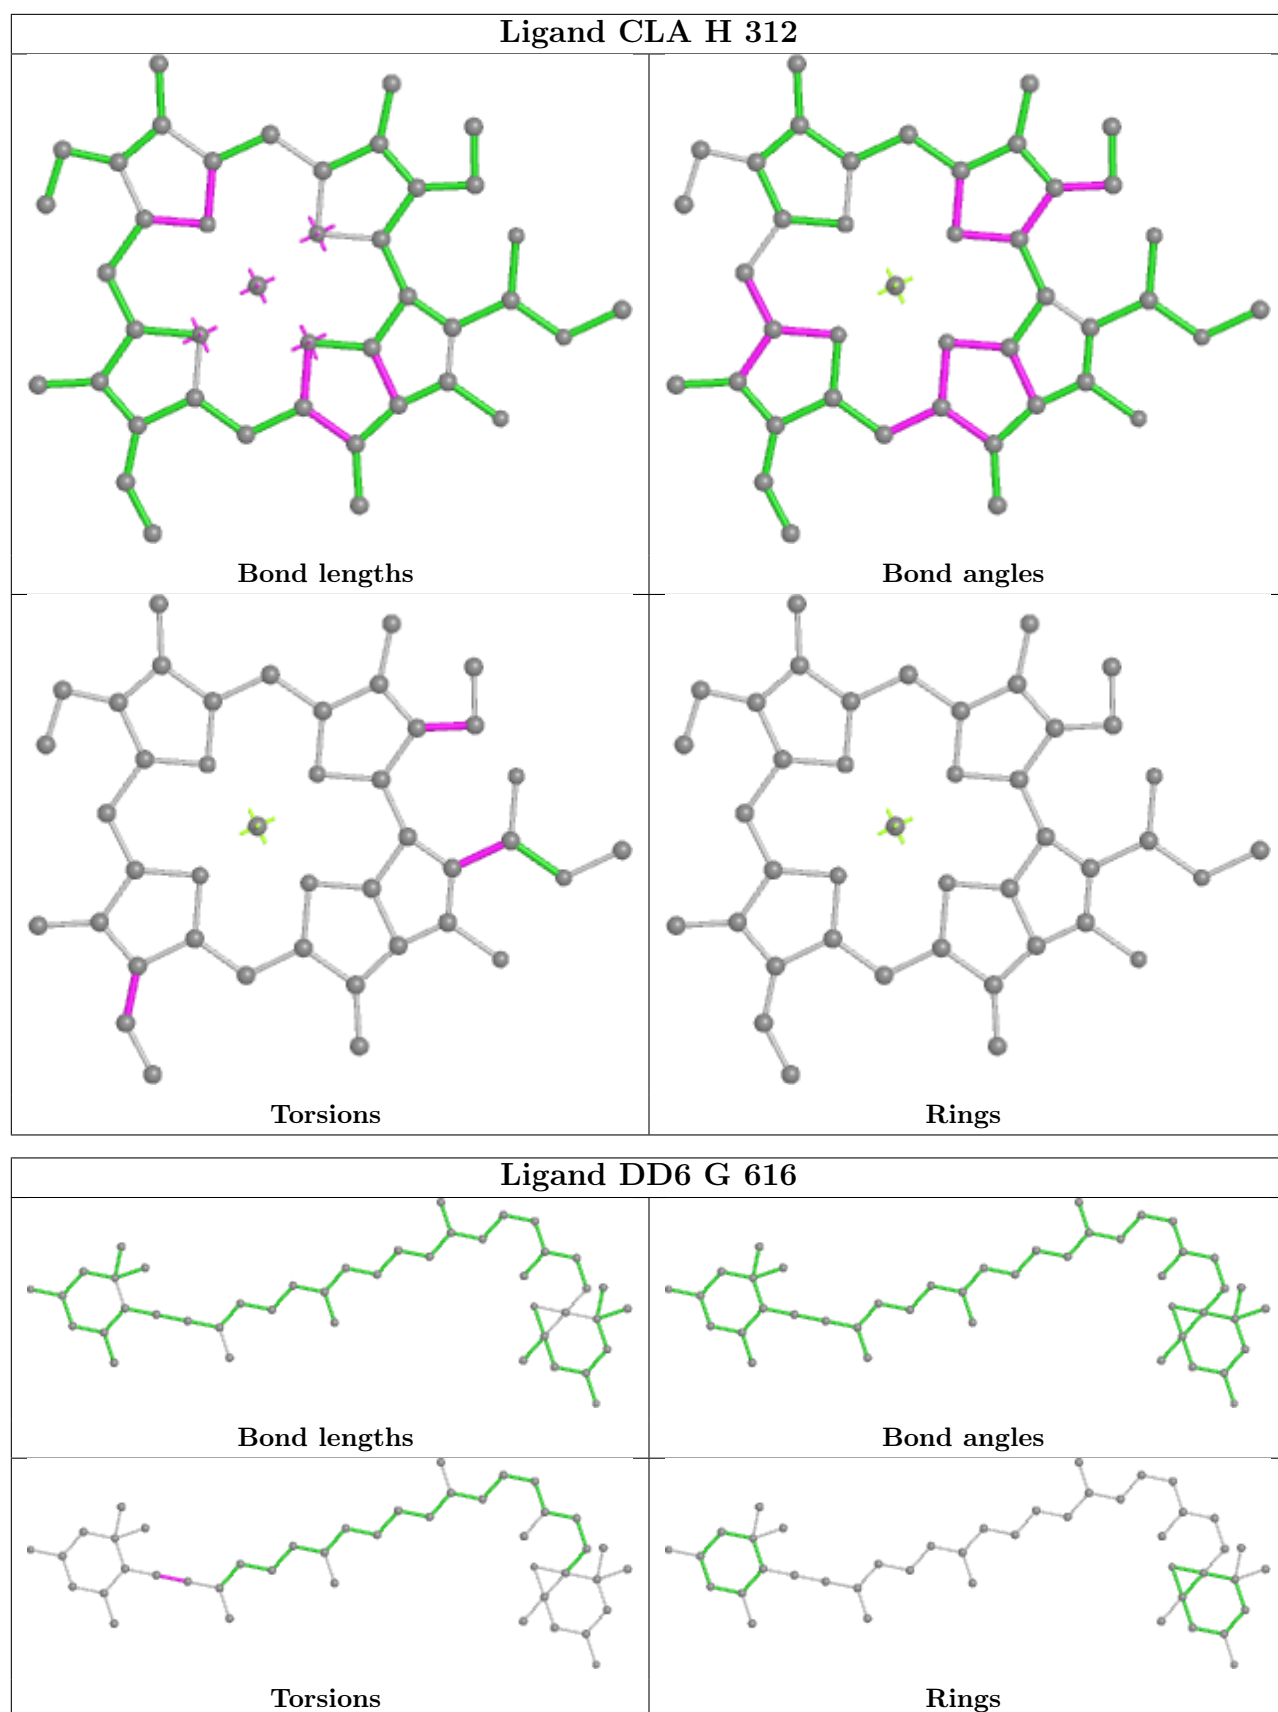 Ligand CLA H 312
Bond lengths
Bond angles
Torsions
Rings
Ligand DD6 G 616
Bond lengths
Bond angles
Torsions
Rings